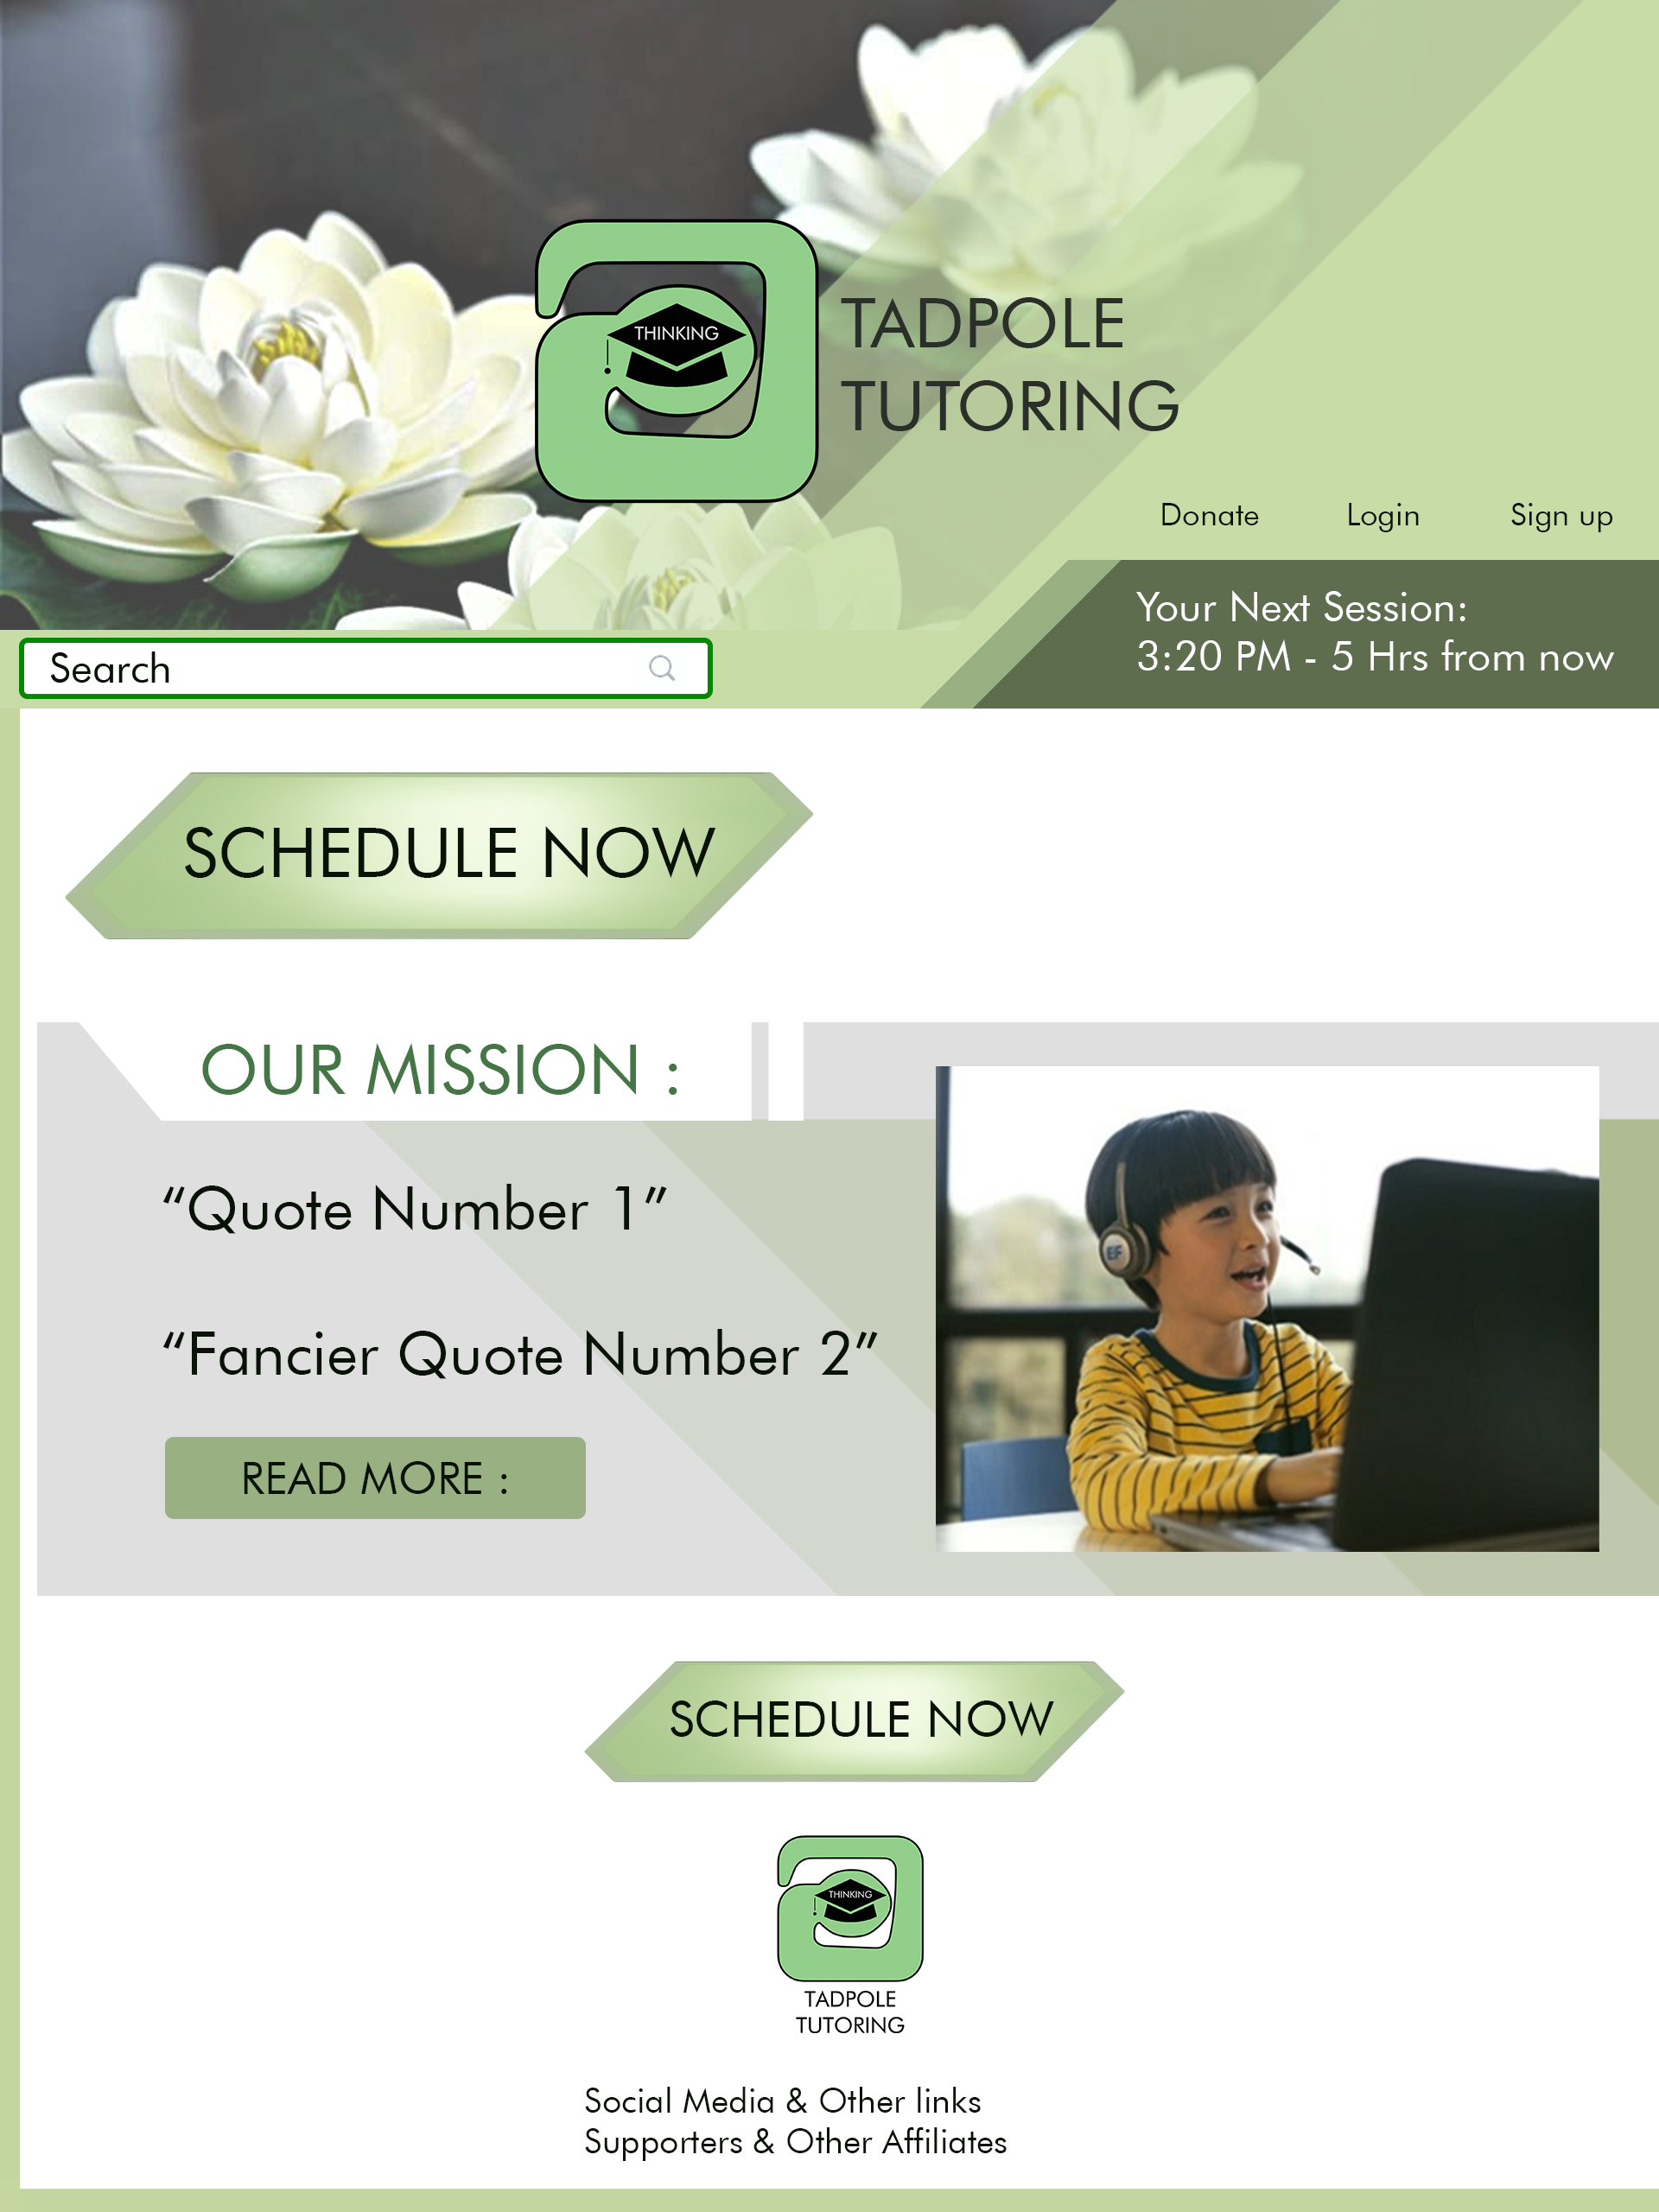 THINKING
TADPOLE
TUTORING
Donate Login Sign up
Your Next Session:
3:20 PM - 5 Hrs from now
Search
SCHEDULE NOW
OUR MISSION :
“Quote Number 1”
“Fancier Quote Number 2”
READ MORE :
EF
SCHEDULE NOW
THINKING
TADPOLE
TUTORING
Social Media & Other links
Supporters & Other Affiliates